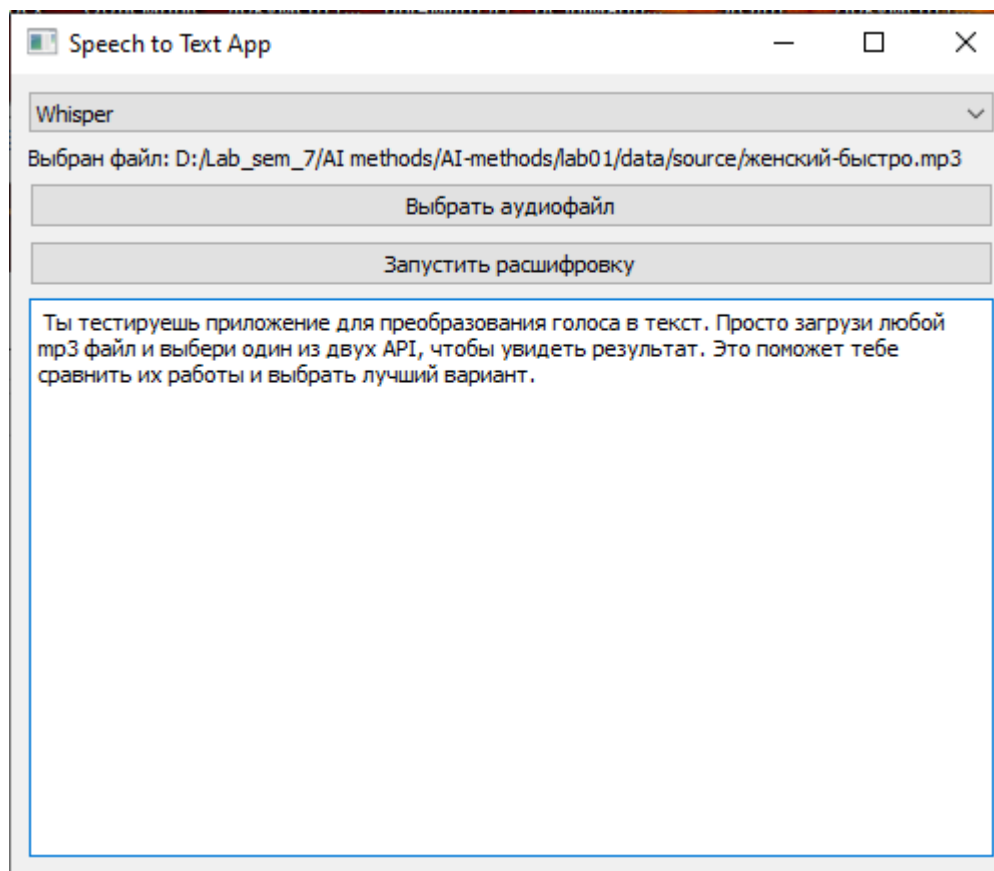 Speech to Text App
Whisper
Выбран файл: D:/Lab_sem_7/AI methods/AI-methods/lab01/data/source/женский-быстро.mp3
Выбрать аудиофайл
Запустить расшифровку
Ты тестируешь приложение для преобразования голоса в текст. Просто загрузи любой
mp3 файл и выбери один из двух API, чтобы увидеть результат. Это поможет тебе
сравнить их работы и выбрать лучший вариант.